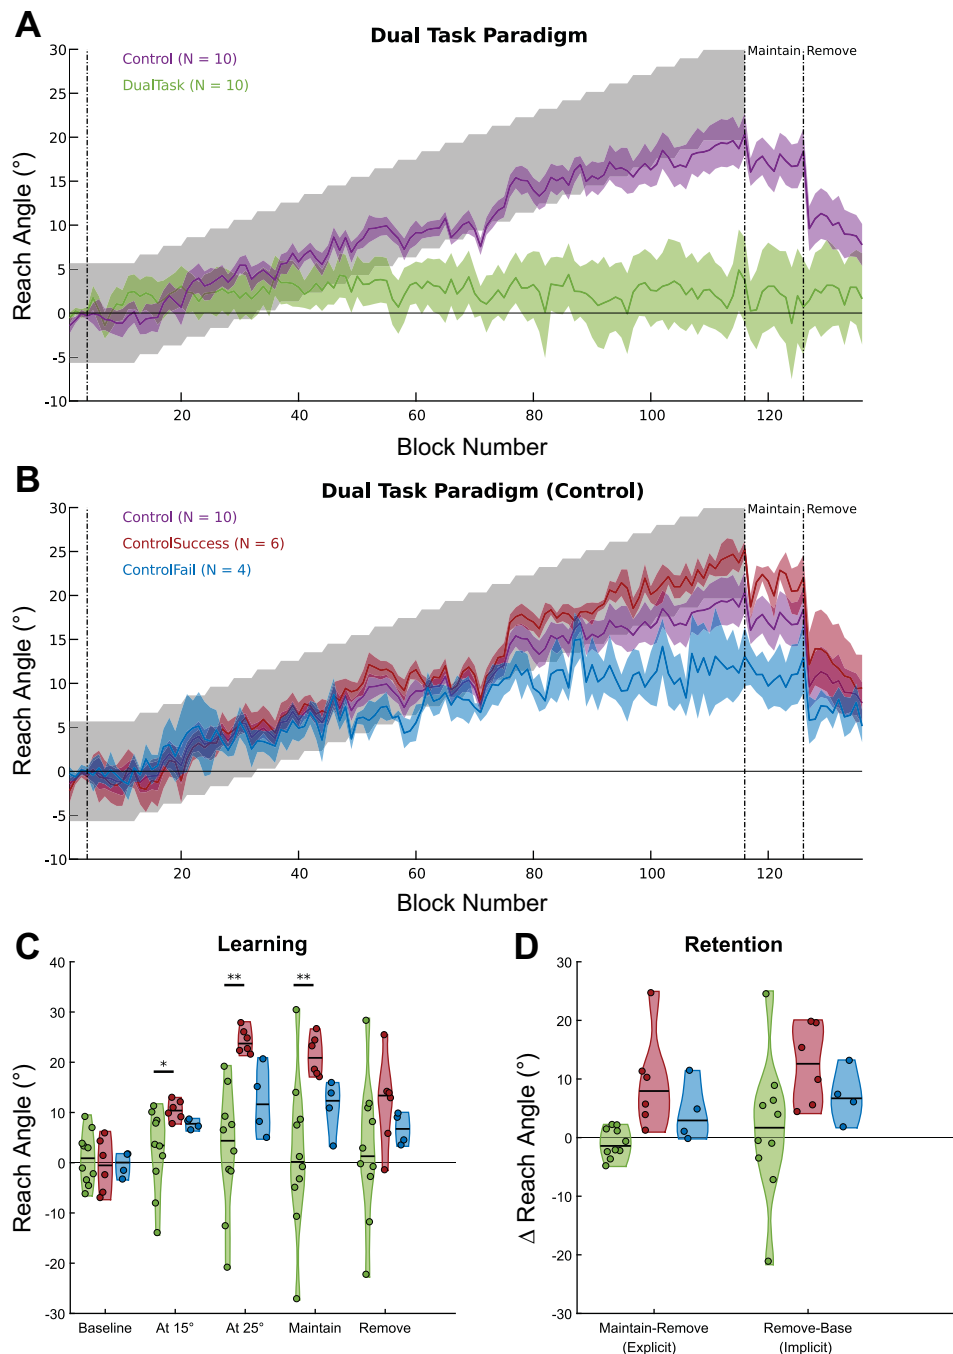 A
Dual Task Paradigm
Control (N = 10)
DualTask (N = 10)
Maintain
Remove
30
25
20
15
10
5
0
-5
-10
Reach Angle (°)
20
40
60
80
100
120
Block Number
B
Dual Task Paradigm (Control)
Control (N = 10)
ControlSuccess (N = 6)
ControlFail (N = 4)
Maintain
Remove
30
25
20
15
10
5
0
-5
-10
Reach Angle (°)
20
40
60
80
100
120
Block Number
C
Learning
40
30
20
10
0
-10
-20
-30
Reach Angle (°)
*
**
**
Baseline
At 15°
At 25°
Maintain
Remove
D
Retention
30
20
10
0
-10
-20
-30
Δ Reach Angle (°)
Maintain-Remove
(Explicit)
Remove-Base
(Implicit)